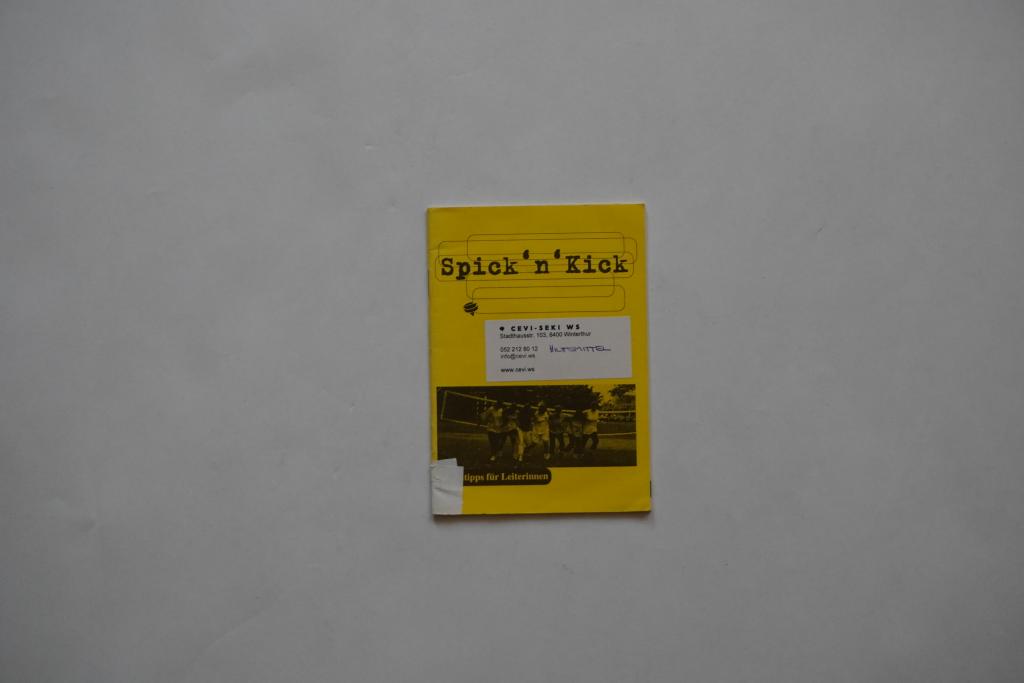 Spick'n'Kick
CEVI-SEKI WS
Stadthausstr. 103, 8400 Winterthur
052 212 80 12 HILFSMITTEL
info@cevi.ws
www.cevi.ws
tipps für Leiterinnen